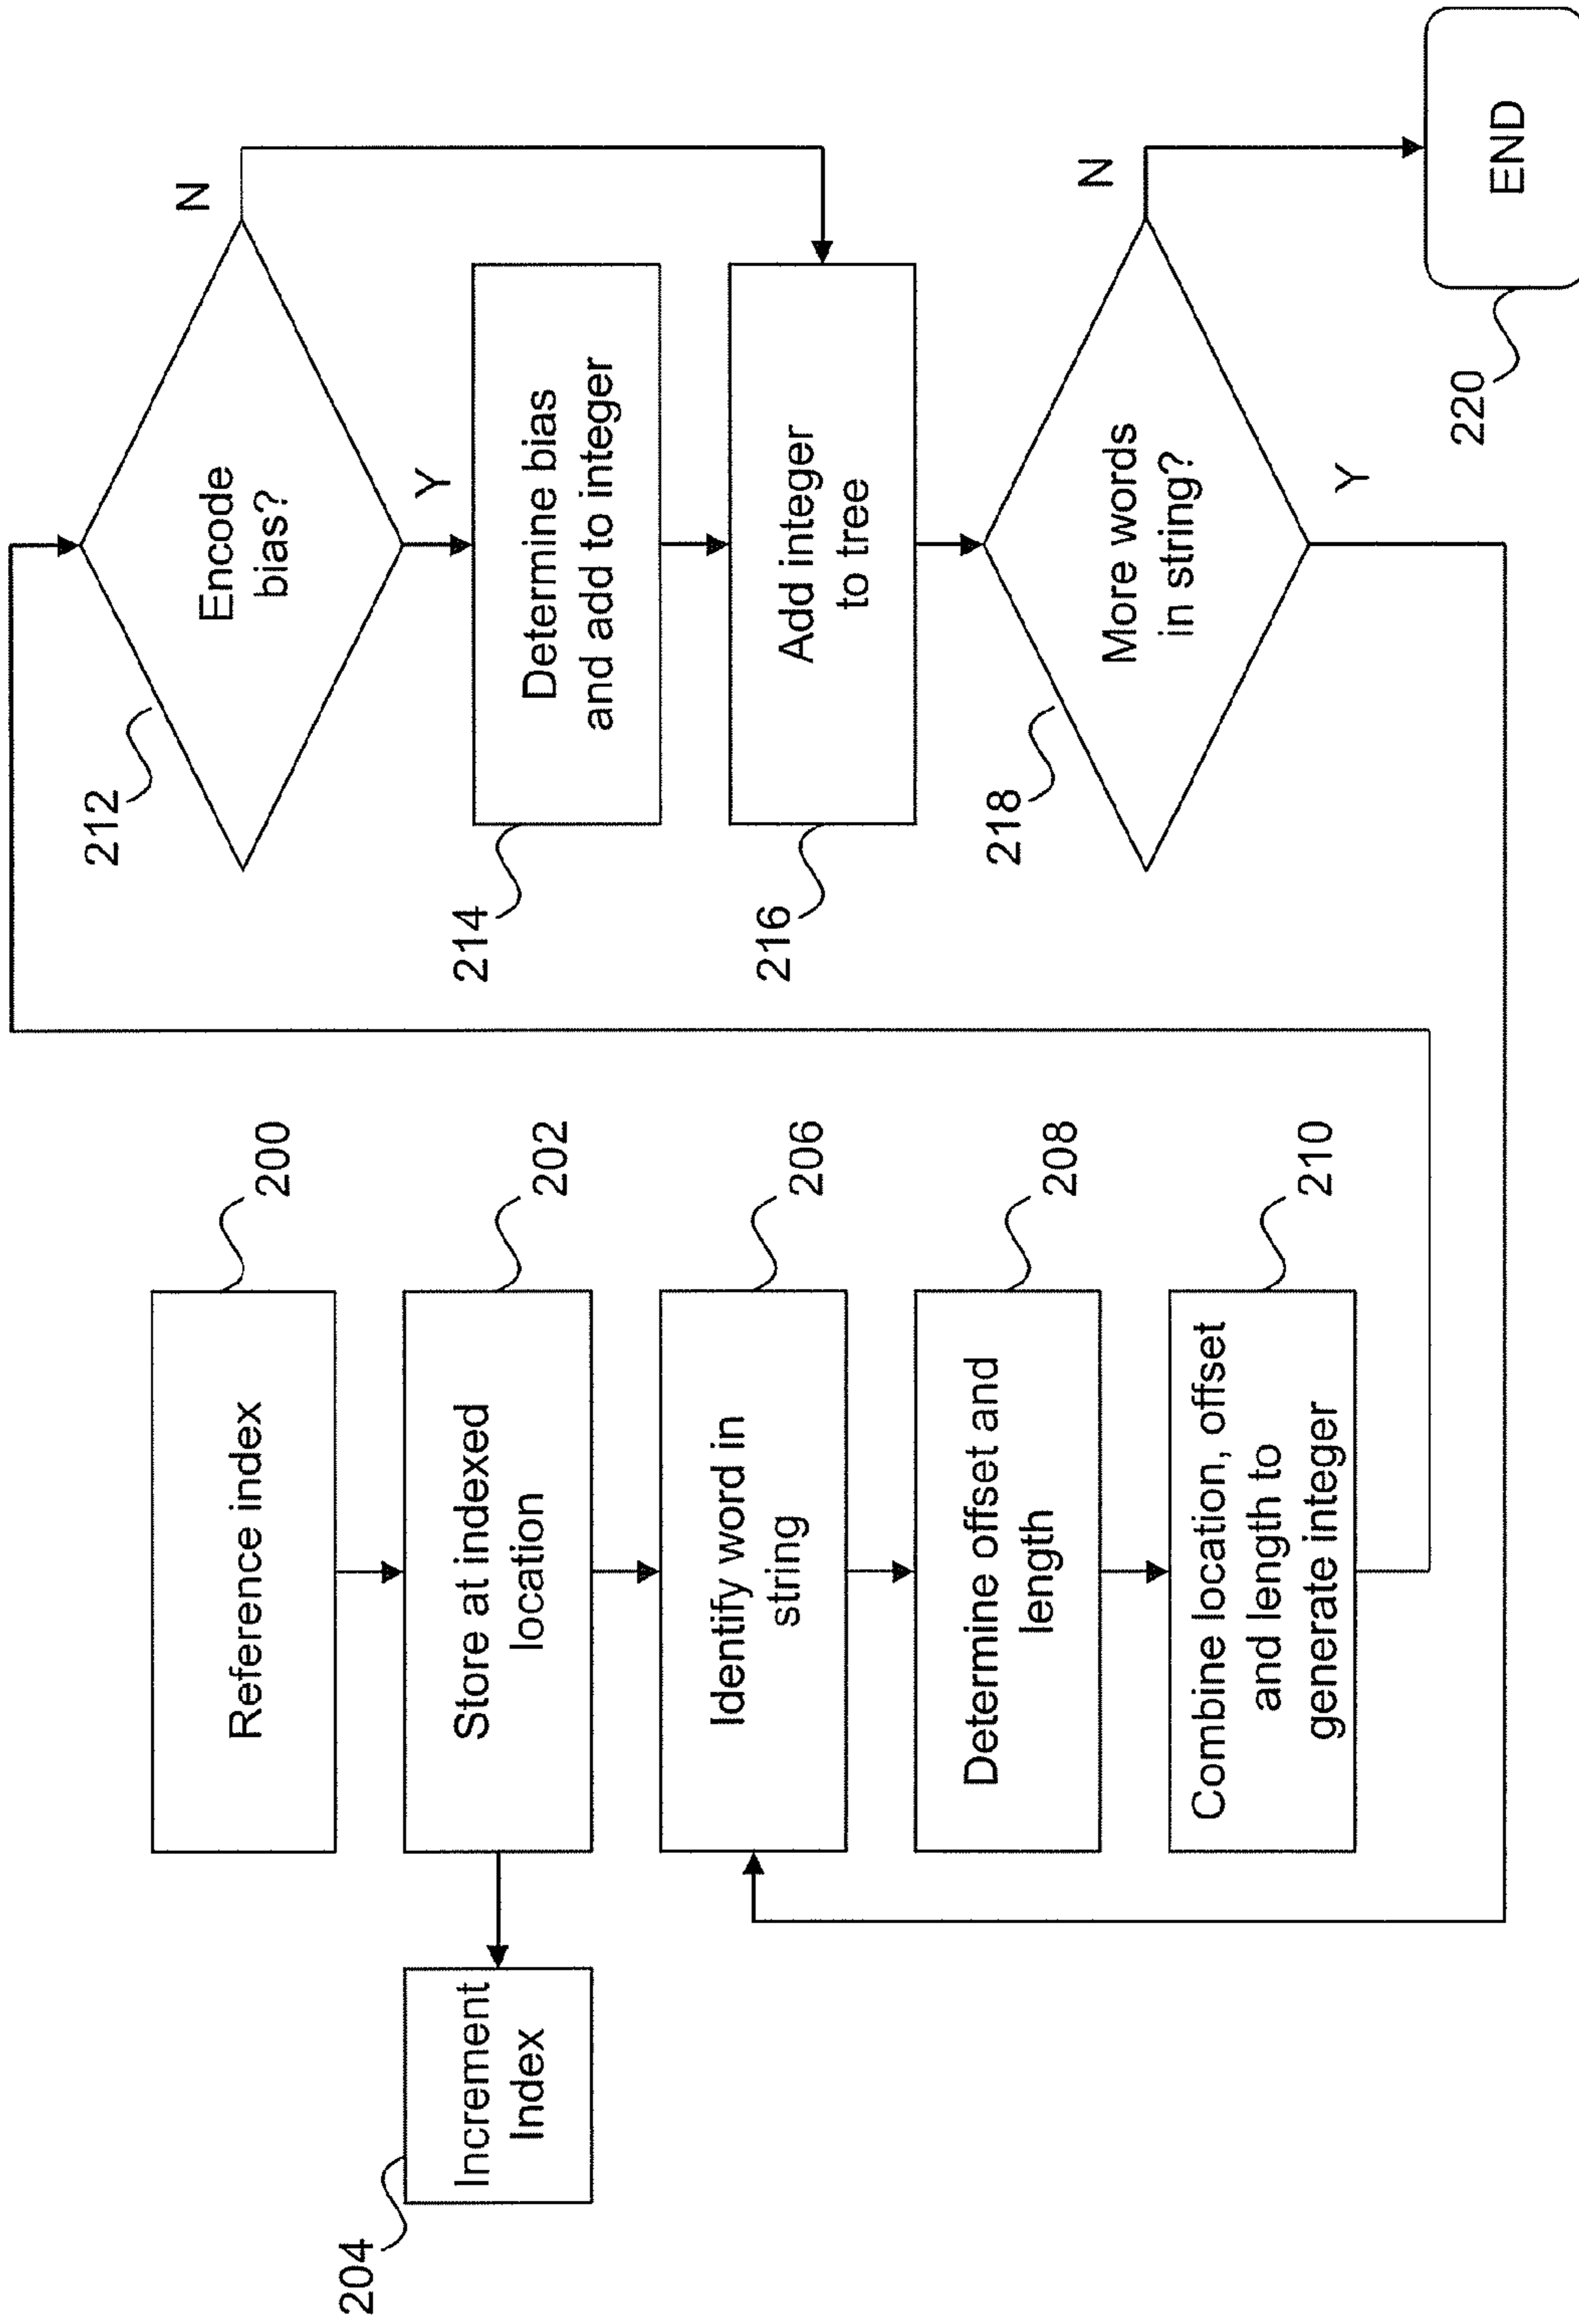 Reference index
200
Store at indexed
location
202
Increment
Index
204
Identify word in
string
206
Determine offset and
length
208
Combine location, offset
and length to
generate integer
210
Encode
bias?
212
N
Y
Determine bias
and add to integer
214
Add integer
to tree
216
More words
in string?
218
N
Y
END
220